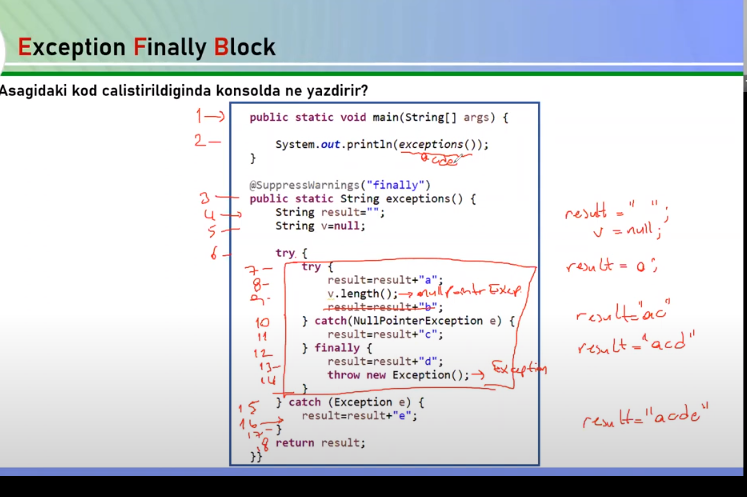 Exception Finally Block
Asagidaki kod calistirildiginda konsolda ne yazdirir?
1 → public static void main(String[] args) {
2 — System.out.println(exceptions());
}
acde
@SuppressWarnings("finally")
3 — public static String exceptions() {
4 → String result="";
result = " ";
5 — String v=null;
v = null;
6 — try {
7 — try {
result = a;
8 — result=result+"a";
9 — v.length(); → nullPointr Excep
result=result+"b";
result="ac"
10 } catch(NullPointerException e) {
11 result=result+"c";
12 } finally {
result="acd"
13 — result=result+"d";
14 throw new Exception(); → Exception
}
15 } catch (Exception e) {
16 → result=result+"e";
result="acde"
17 — }
18 return result;
}}